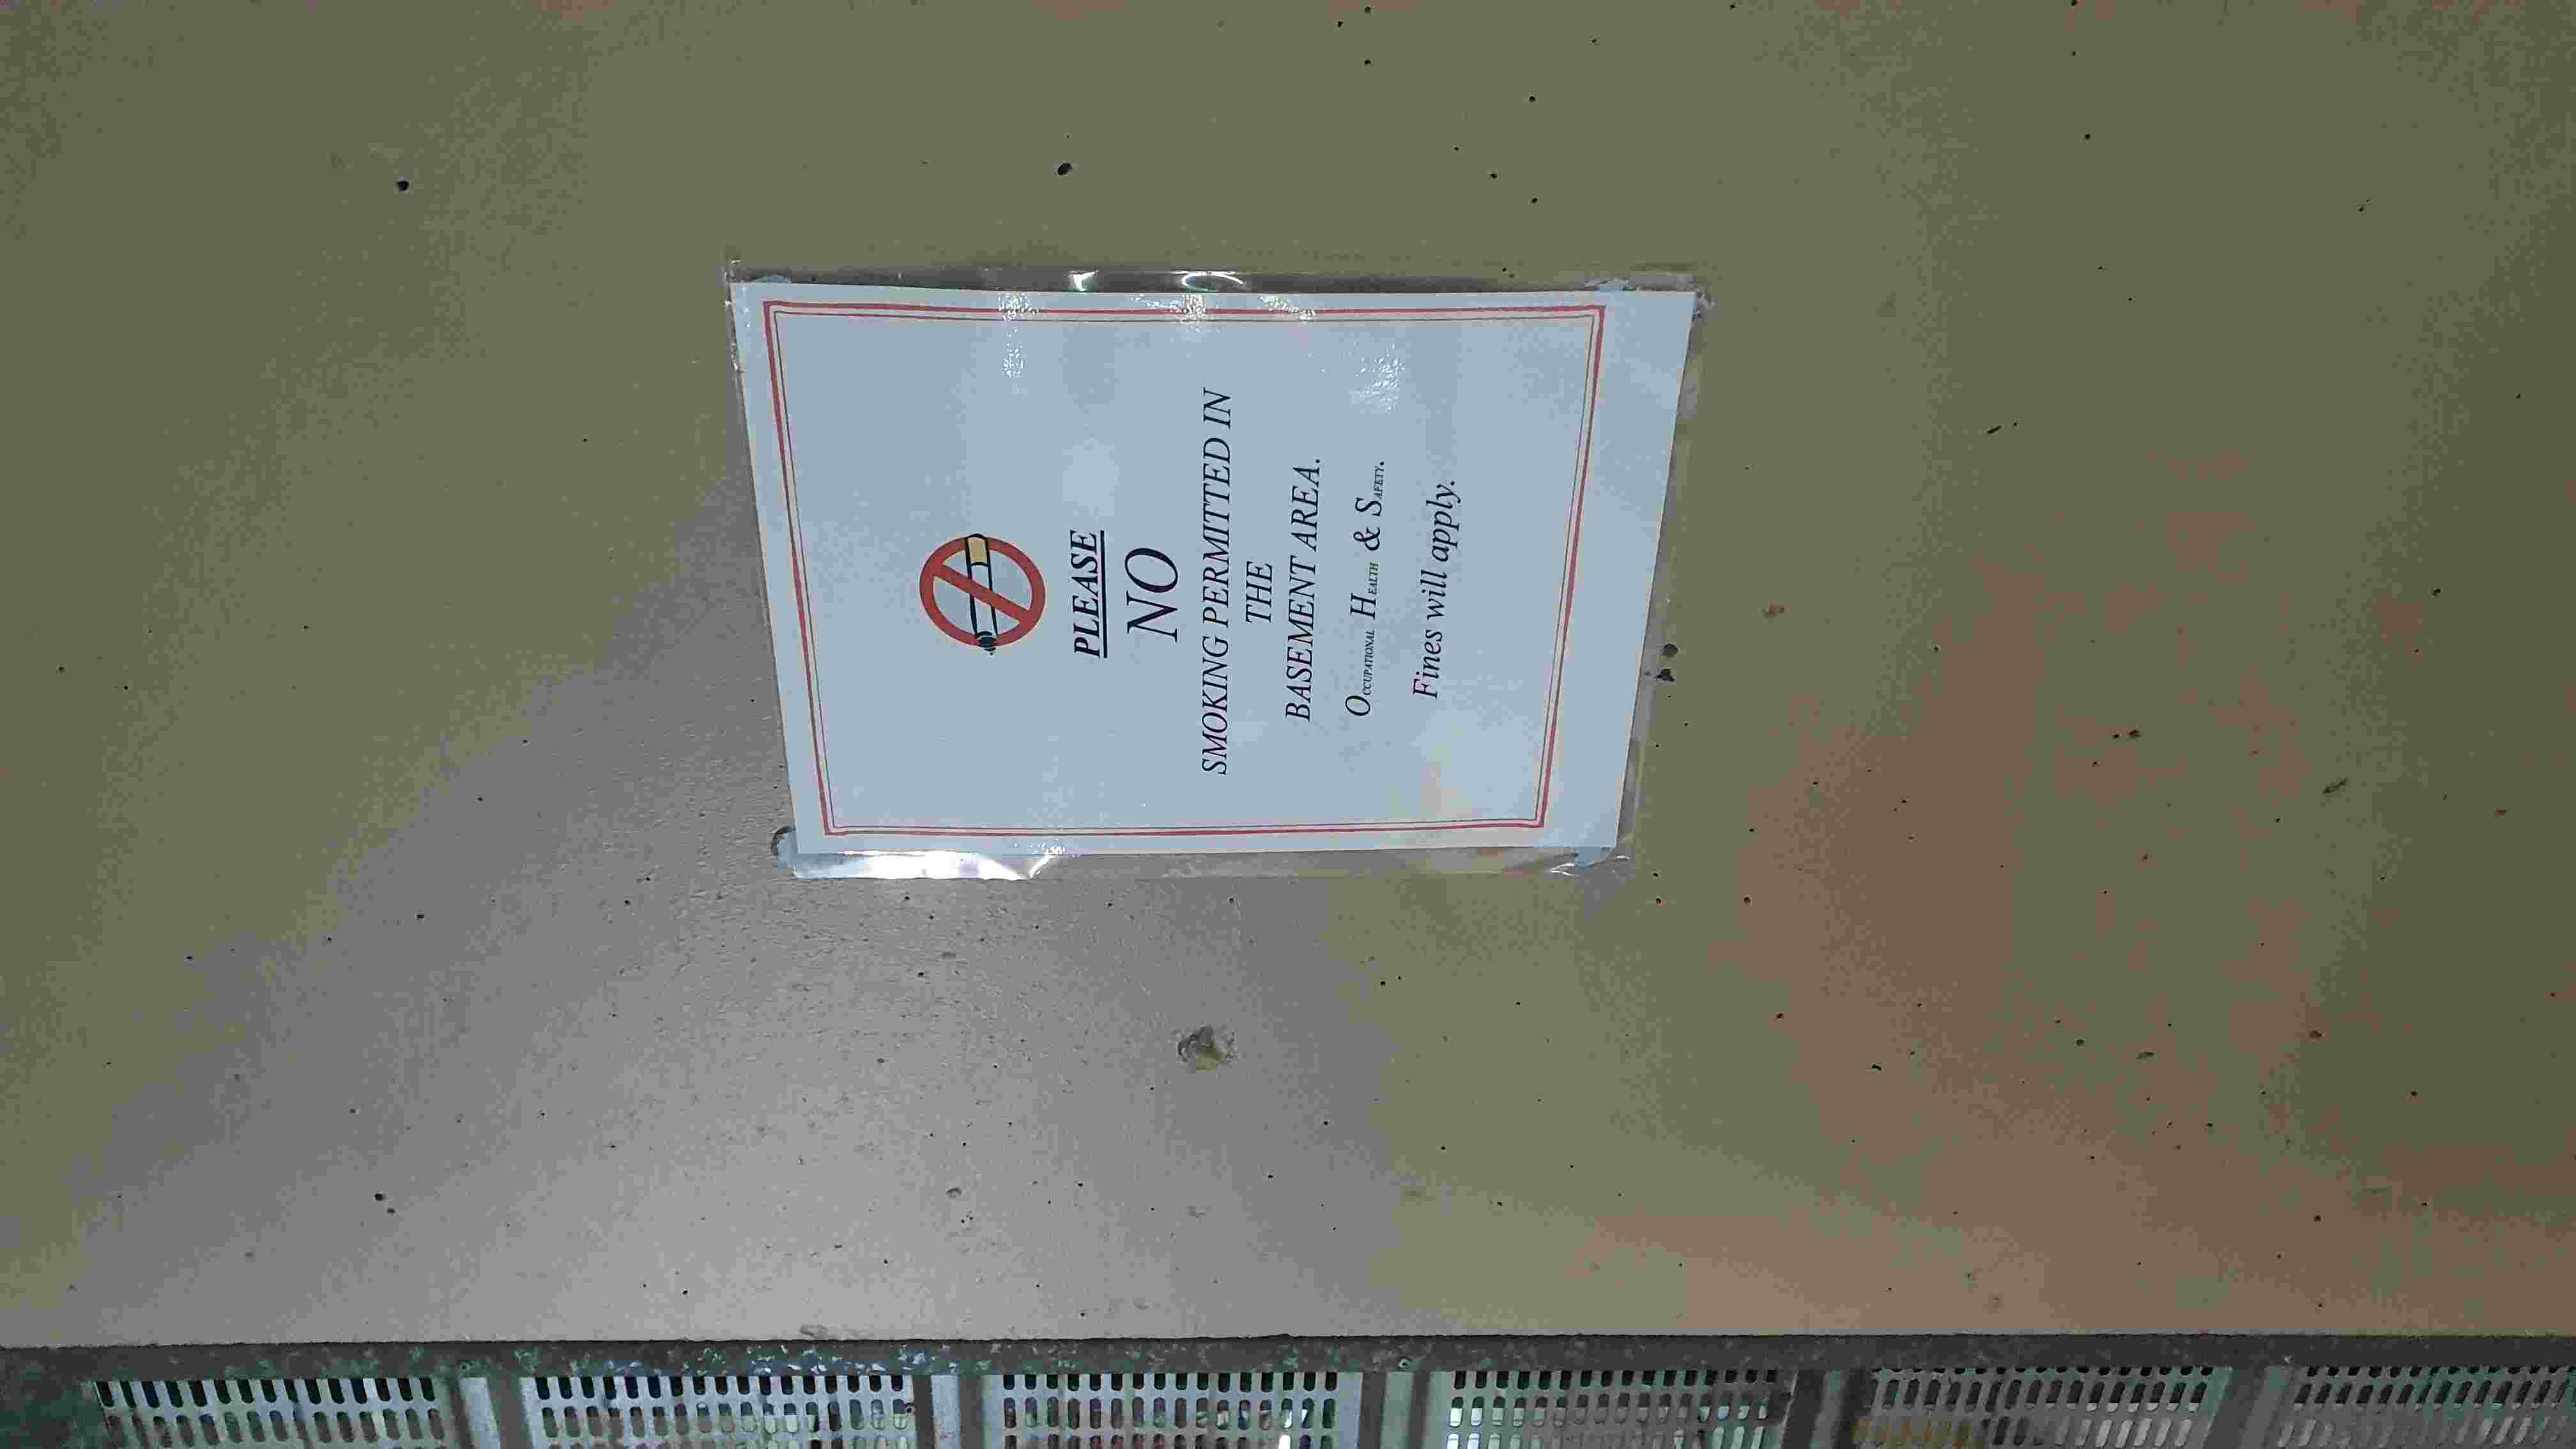 PLEASE
NO
SMOKING PERMITTED IN
THE
BASEMENT AREA.
OCCUPATIONAL HEALTH & SAFETY.
Fines will apply.